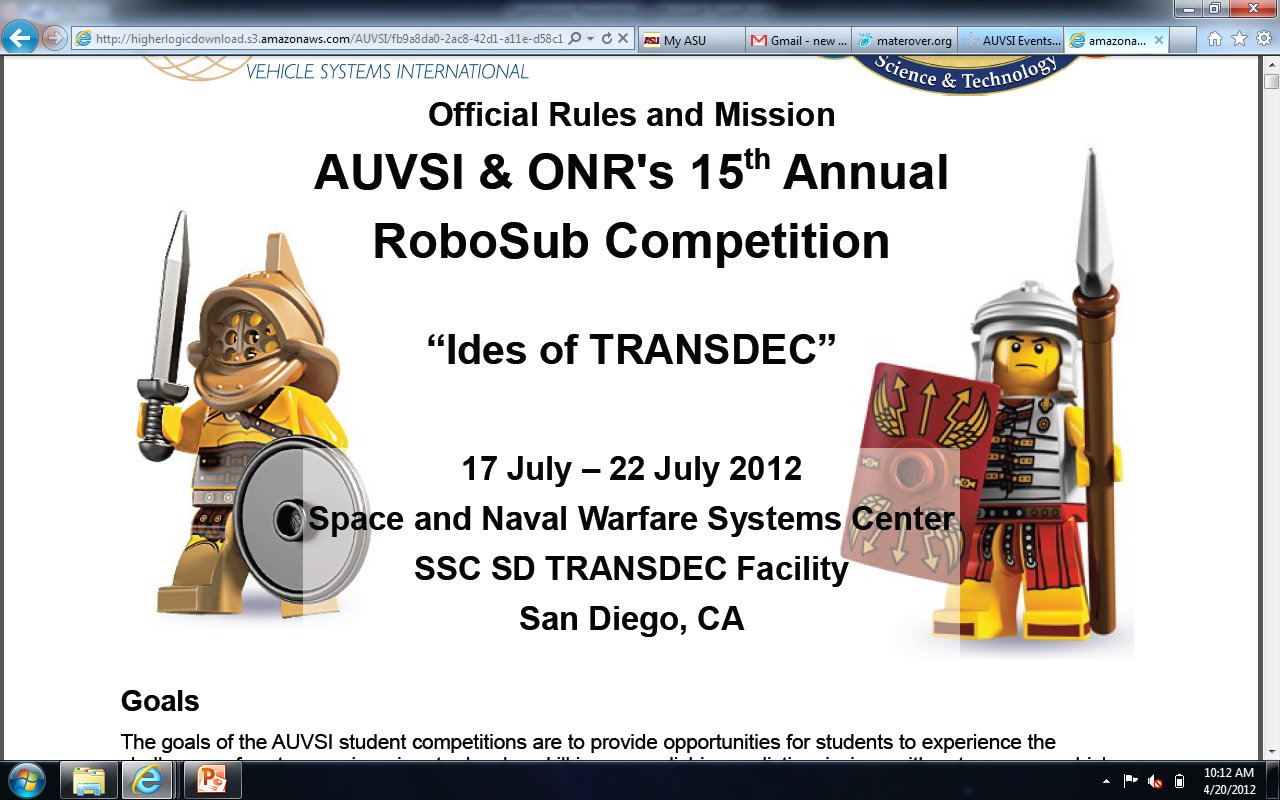 http://higherlogicdownload.s3.amazonaws.com/AUVSI/fb9a8da0-2ac8-42d1-a11e-d58c1
ASU My ASU
Gmail - new ...
materover.org
AUVSI Events...
amazona...
VEHICLE SYSTEMS INTERNATIONAL
Science & Technology
Official Rules and Mission
AUVSI & ONR's 15th Annual
RoboSub Competition
“Ides of TRANSDEC”
17 July – 22 July 2012
Space and Naval Warfare Systems Center
SSC SD TRANSDEC Facility
San Diego, CA
Goals
The goals of the AUVSI student competitions are to provide opportunities for students to experience the
10:12 AM
4/20/2012